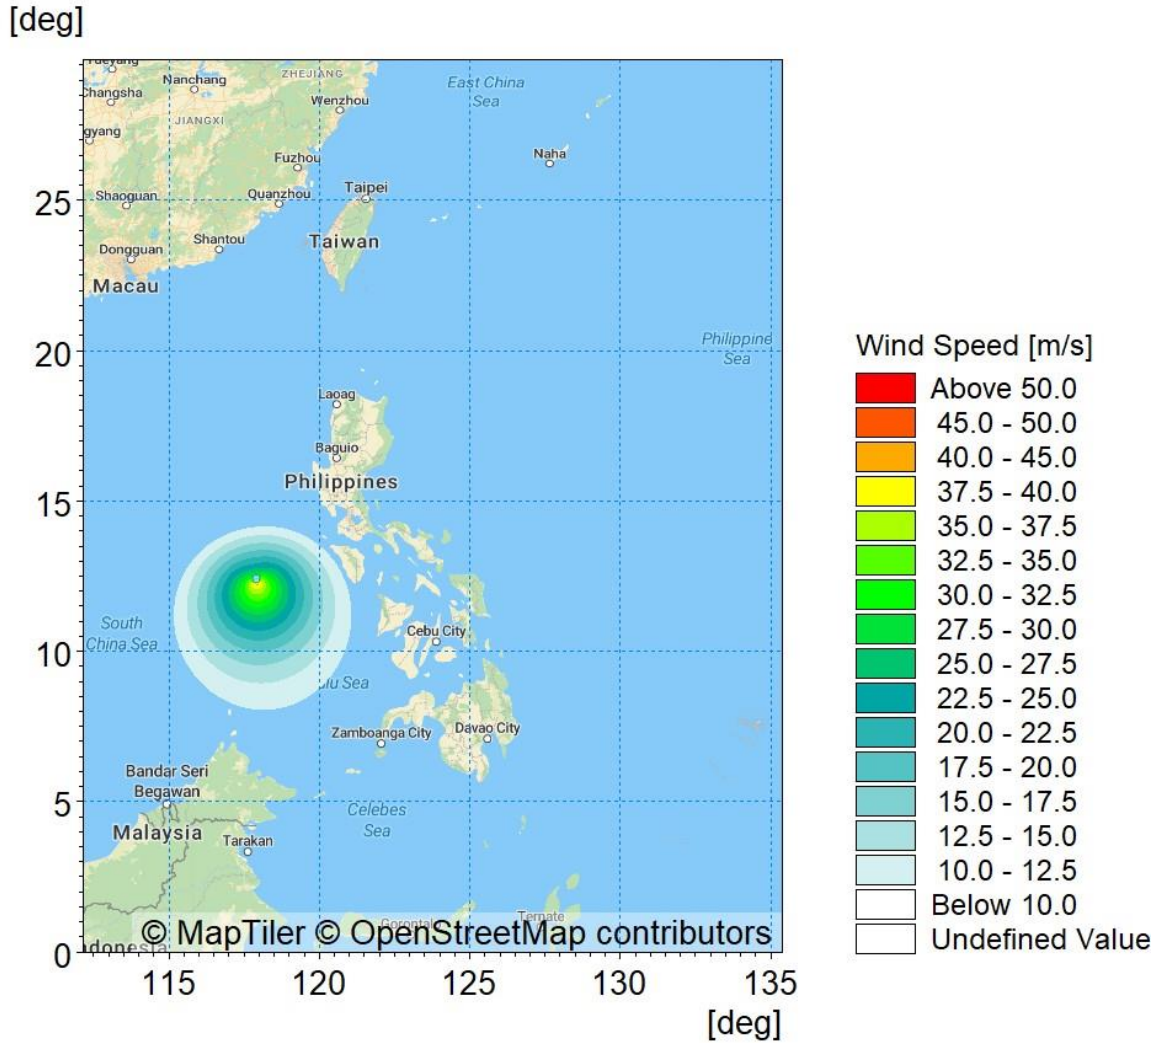 [deg]
Yueyang
Nanchang
ZHEJIANG
Changsha
Wenzhou
JIANGXI
gyang
East China
Sea
Naha
Fuzhou
Shaoguan
Quanzhou
Taipei
25
Shantou
Taiwan
Dongguan
Macau
20
Philippine
Sea
Laoag
Baguio
Philippines
15
South
China Sea
Cebu City
10
ulu Sea
Zamboanga City
Davao City
Bandar Seri
Begawan
5
Celebes
Sea
Malaysia
Tarakan
Gorontalo
Ternate
ndonesia
© MapTiler © OpenStreetMap contributors
0
115 120 125 130 135
[deg]
Wind Speed [m/s]
Above 50.0
45.0 - 50.0
40.0 - 45.0
37.5 - 40.0
35.0 - 37.5
32.5 - 35.0
30.0 - 32.5
27.5 - 30.0
25.0 - 27.5
22.5 - 25.0
20.0 - 22.5
17.5 - 20.0
15.0 - 17.5
12.5 - 15.0
10.0 - 12.5
Below 10.0
Undefined Value